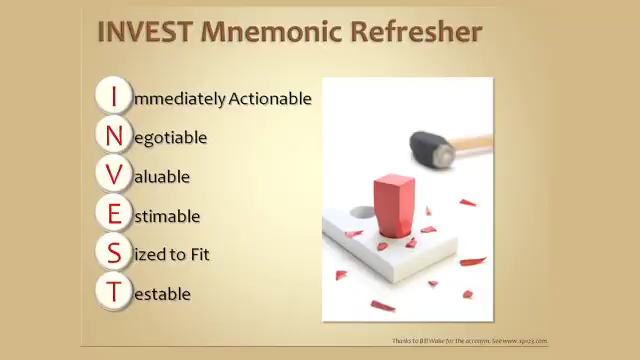 INVEST Mnemonic Refresher
Immediately Actionable
Negotiable
Valuable
Estimable
Sized to Fit
Testable
Thanks to Bill Wake for the acronym. See www.xp123.com.